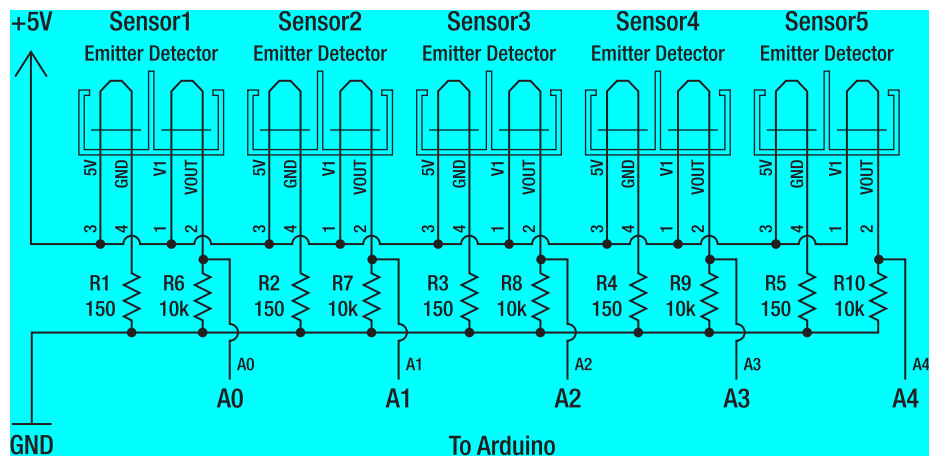 +5V Sensor1 Sensor2 Sensor3 Sensor4 Sensor5
Emitter Detector Emitter Detector Emitter Detector Emitter Detector Emitter Detector
5V GND V1 VOUT 5V GND V1 VOUT 5V GND V1 VOUT 5V GND V1 VOUT 5V GND V1 VOUT
3 4 1 2 3 4 1 2 3 4 1 2 3 4 1 2 3 4 1 2
R1 R6 R2 R7 R3 R8 R4 R9 R5 R10
150 10k 150 10k 150 10k 150 10k 150 10k
A0 A1 A2 A3 A4
A0 A1 A2 A3 A4
GND To Arduino